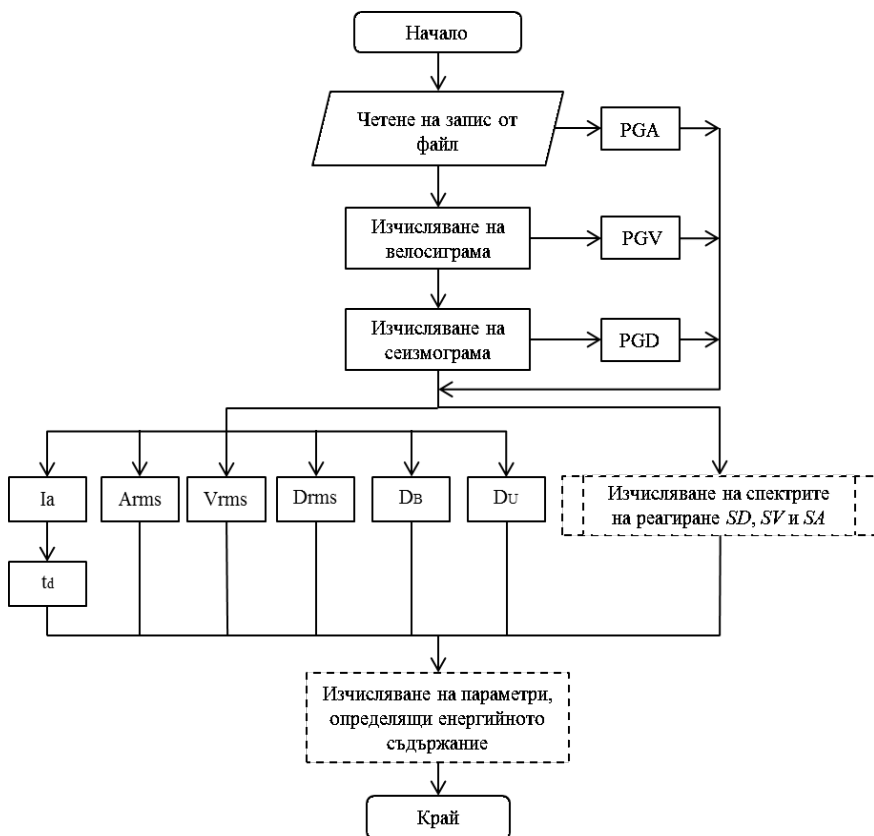 Начало
Четене на запис от
файл
PGA
Изчисляване на
велосиграма
PGV
Изчисляване на
сеизмограма
PGD
Ia
Arms
Vrms
Drms
DB
DU
Изчисляване на спектрите
на реагиране SD, SV и SA
td
Изчисляване на параметри,
определящи енергийното
съдържание
Край